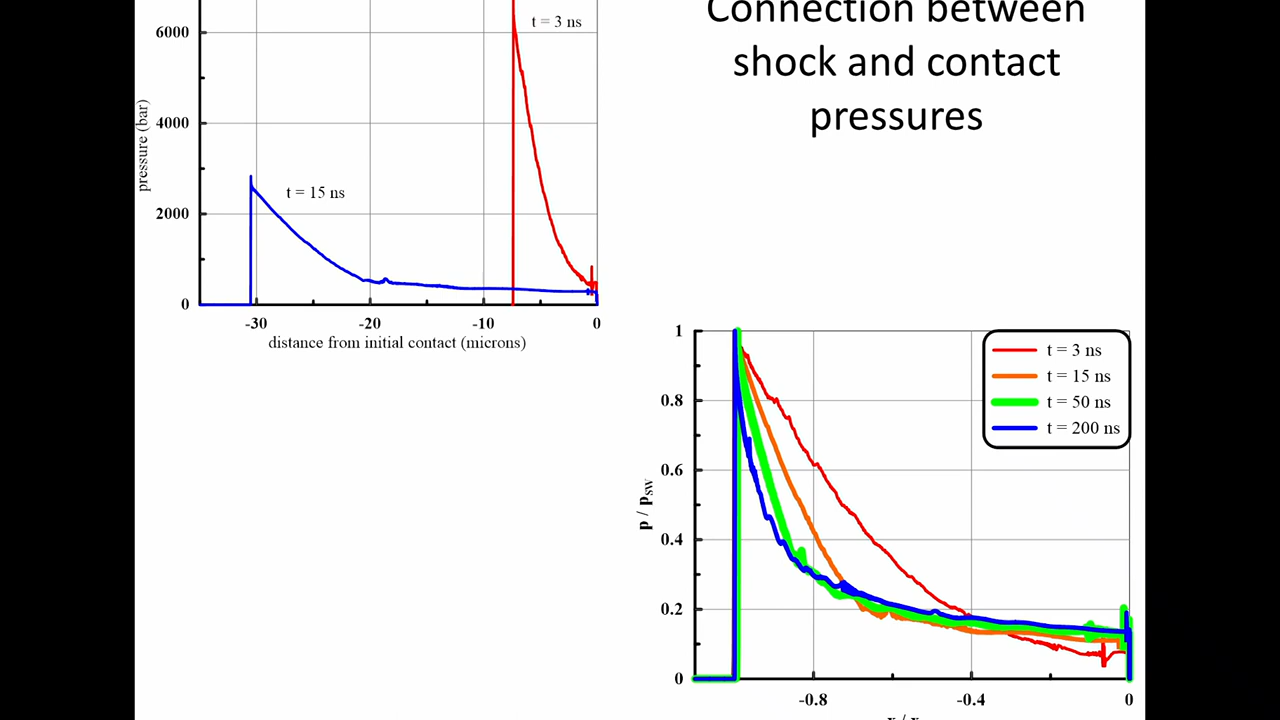 Connection between
shock and contact
pressures
6000
4000
2000
0
pressure (bar)
t = 3 ns
t = 15 ns
-30
-20
-10
0
distance from initial contact (microns)
1
0.8
0.6
0.4
0.2
0
p / pSW
t = 3 ns
t = 15 ns
t = 50 ns
t = 200 ns
-0.8
-0.4
0